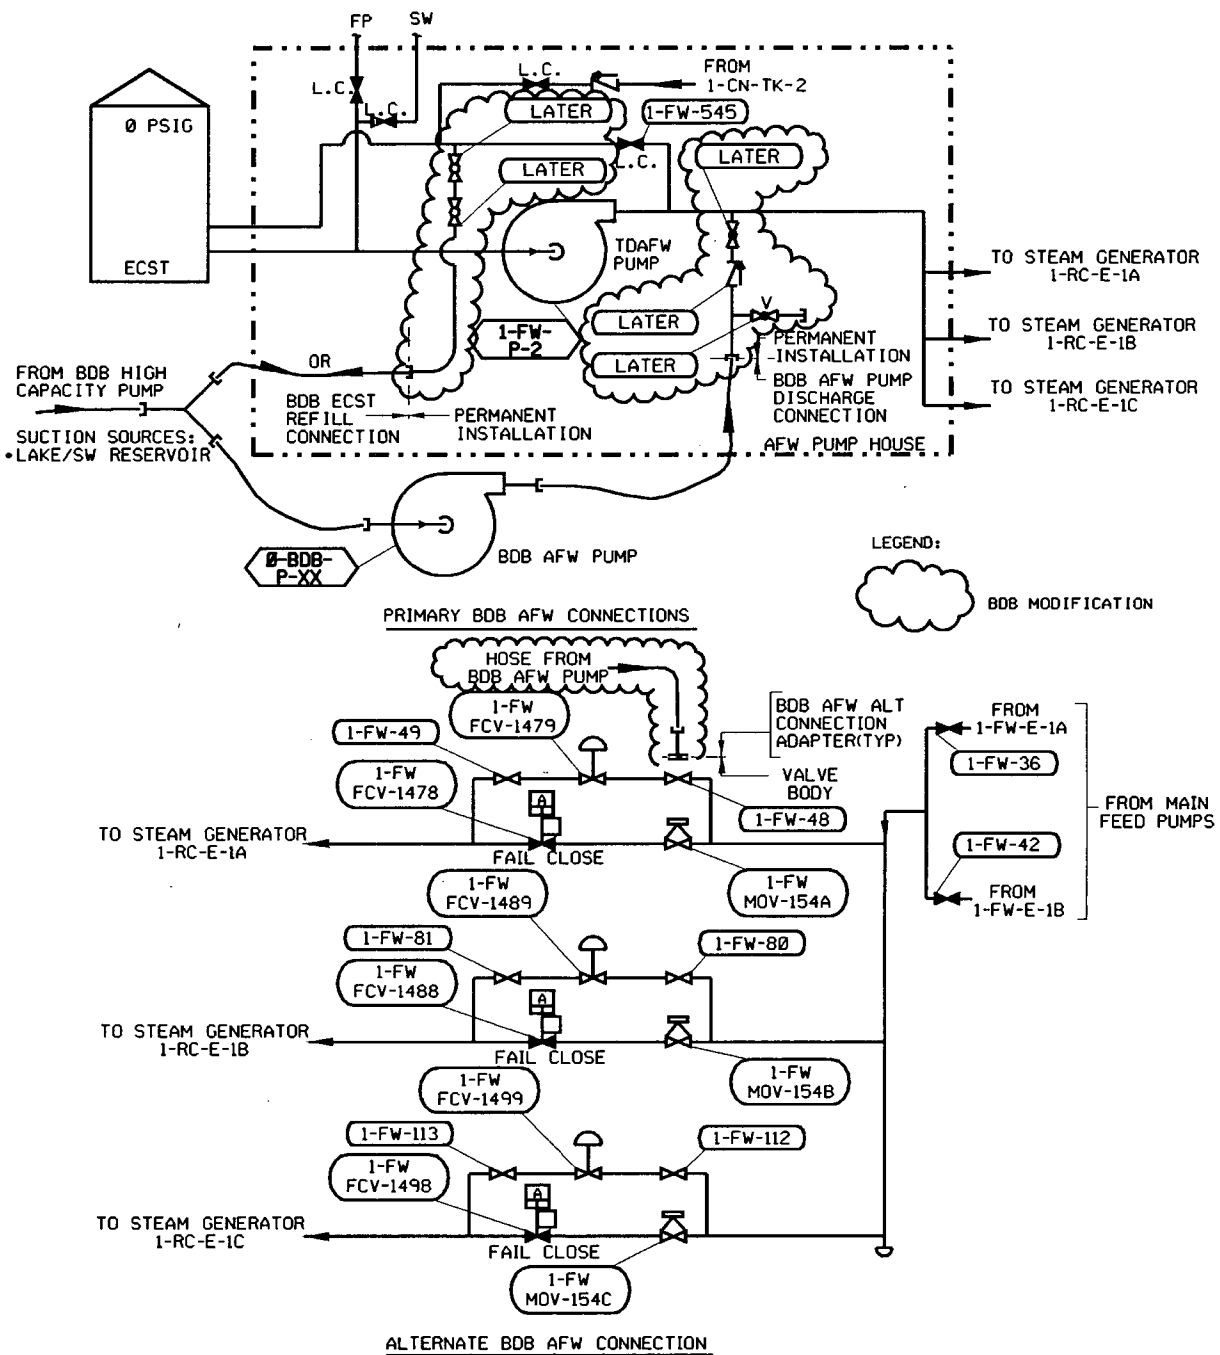 FP
SW
L.C.
FROM
1-CN-TK-2
L.C.
LATER
1-FW-545
L.C.
0 PSIG
LATER
L.C.
LATER
TDAFW
PUMP
ECST
TO STEAM GENERATOR
1-RC-E-1A
LATER
V
1-FW-
P-2
TO STEAM GENERATOR
1-RC-E-1B
LATER
PERMANENT
INSTALLATION
OR
FROM BDB HIGH
CAPACITY PUMP
BDB AFW PUMP
DISCHARGE
CONNECTION
TO STEAM GENERATOR
1-RC-E-1C
BDB ECST
REFILL
CONNECTION
PERMANENT
INSTALLATION
SUCTION SOURCES:
•LAKE/SW RESERVOIR
AFW PUMP HOUSE
0-BDB-
P-XX
BDB AFW PUMP
LEGEND:
BDB MODIFICATION
PRIMARY BDB AFW CONNECTIONS
HOSE FROM
BDB AFW PUMP
1-FW
FCV-1479
BDB AFW ALT
CONNECTION
ADAPTER(TYP)
FROM
1-FW-E-1A
1-FW-49
1-FW-36
VALVE
BODY
1-FW
FCV-1478
A
1-FW-48
FROM MAIN
FEED PUMPS
TO STEAM GENERATOR
1-RC-E-1A
1-FW-42
FAIL CLOSE
1-FW
FCV-1489
1-FW
MOV-154A
FROM
1-FW-E-1B
1-FW-81
1-FW-80
1-FW
FCV-1488
A
TO STEAM GENERATOR
1-RC-E-1B
FAIL CLOSE
1-FW
FCV-1499
1-FW
MOV-154B
1-FW-113
1-FW-112
1-FW
FCV-1498
A
TO STEAM GENERATOR
1-RC-E-1C
FAIL CLOSE
1-FW
MOV-154C
ALTERNATE BDB AFW CONNECTION